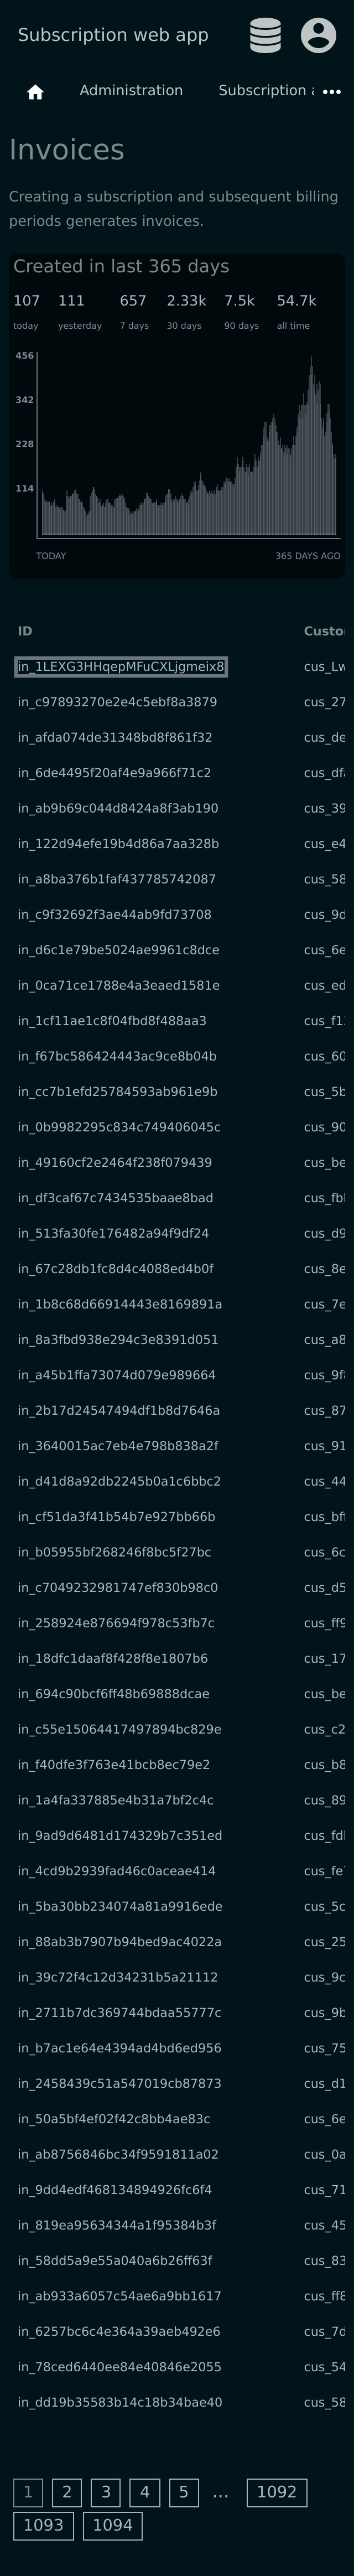 Subscription web app
Administration Subscription a
Invoices
Creating a subscription and subsequent billing
periods generates invoices.
Created in last 365 days
107 111 657 2.33k 7.5k 54.7k
today yesterday 7 days 30 days 90 days all time
456
342
228
114
TODAY 365 DAYS AGO
ID Custo
in_1LEXG3HHqepMFuCXLjgmeix8 cus_Lw
in_c97893270e2e4c5ebf8a3879 cus_27
in_afda074de31348bd8f861f32 cus_de
in_6de4495f20af4e9a966f71c2 cus_dfa
in_ab9b69c044d8424a8f3ab190 cus_39
in_122d94efe19b4d86a7aa328b cus_e4
in_a8ba376b1faf437785742087 cus_58
in_c9f32692f3ae44ab9fd73708 cus_9d
in_d6c1e79be5024ae9961c8dce cus_6e
in_0ca71ce1788e4a3eaed1581e cus_ed
in_1cf11ae1c8f04fbd8f488aa3 cus_f1
in_f67bc586424443ac9ce8b04b cus_60
in_cc7b1efd25784593ab961e9b cus_5b
in_0b9982295c834c749406045c cus_90
in_49160cf2e2464f238f079439 cus_be
in_df3caf67c7434535baae8bad cus_fb
in_513fa30fe176482a94f9df24 cus_d9
in_67c28db1fc8d4c4088ed4b0f cus_8e
in_1b8c68d66914443e8169891a cus_7e
in_8a3fbd938e294c3e8391d051 cus_a8
in_a45b1ffa73074d079e989664 cus_9f
in_2b17d24547494df1b8d7646a cus_87
in_3640015ac7eb4e798b838a2f cus_91
in_d41d8a92db2245b0a1c6bbc2 cus_44
in_cf51da3f41b54b7e927bb66b cus_bf
in_b05955bf268246f8bc5f27bc cus_6c
in_c7049232981747ef830b98c0 cus_d5
in_258924e876694f978c53fb7c cus_ff9
in_18dfc1daaf8f428f8e1807b6 cus_17
in_694c90bcf6ff48b69888dcae cus_be
in_c55e15064417497894bc829e cus_c2
in_f40dfe3f763e41bcb8ec79e2 cus_b8
in_1a4fa337885e4b31a7bf2c4c cus_89
in_9ad9d6481d174329b7c351ed cus_fd
in_4cd9b2939fad46c0aceae414 cus_fe
in_5ba30bb234074a81a9916ede cus_5c
in_88ab3b7907b94bed9ac4022a cus_25
in_39c72f4c12d34231b5a21112 cus_9c
in_2711b7dc369744bdaa55777c cus_9b
in_b7ac1e64e4394ad4bd6ed956 cus_75
in_2458439c51a547019cb87873 cus_d1
in_50a5bf4ef02f42c8bb4ae83c cus_6e
in_ab8756846bc34f9591811a02 cus_0a
in_9dd4edf468134894926fc6f4 cus_71
in_819ea95634344a1f95384b3f cus_45
in_58dd5a9e55a040a6b26ff63f cus_83
in_ab933a6057c54ae6a9bb1617 cus_ff8
in_6257bc6c4e364a39aeb492e6 cus_7d
in_78ced6440ee84e40846e2055 cus_54
in_dd19b35583b14c18b34bae40 cus_58
1 2 3 4 5 … 1092
1093 1094